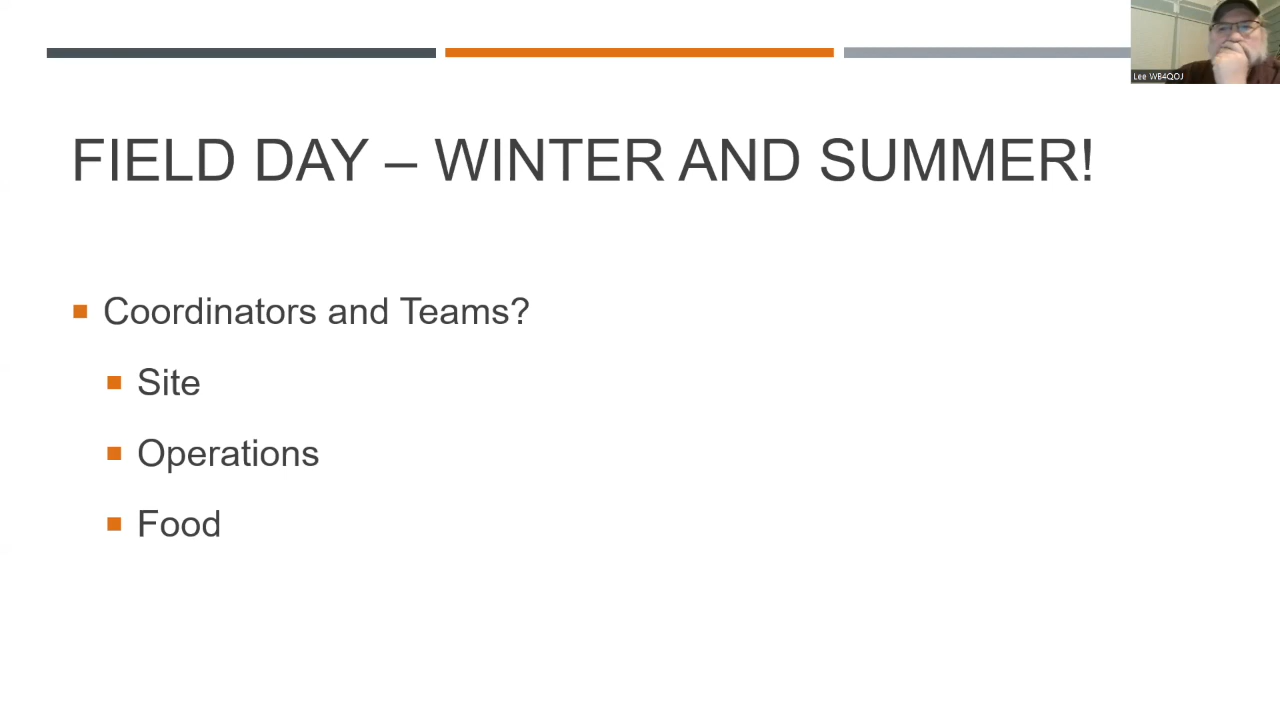 Lee WB4QOJ
FIELD DAY – WINTER AND SUMMER!
Coordinators and Teams?
Site
Operations
Food